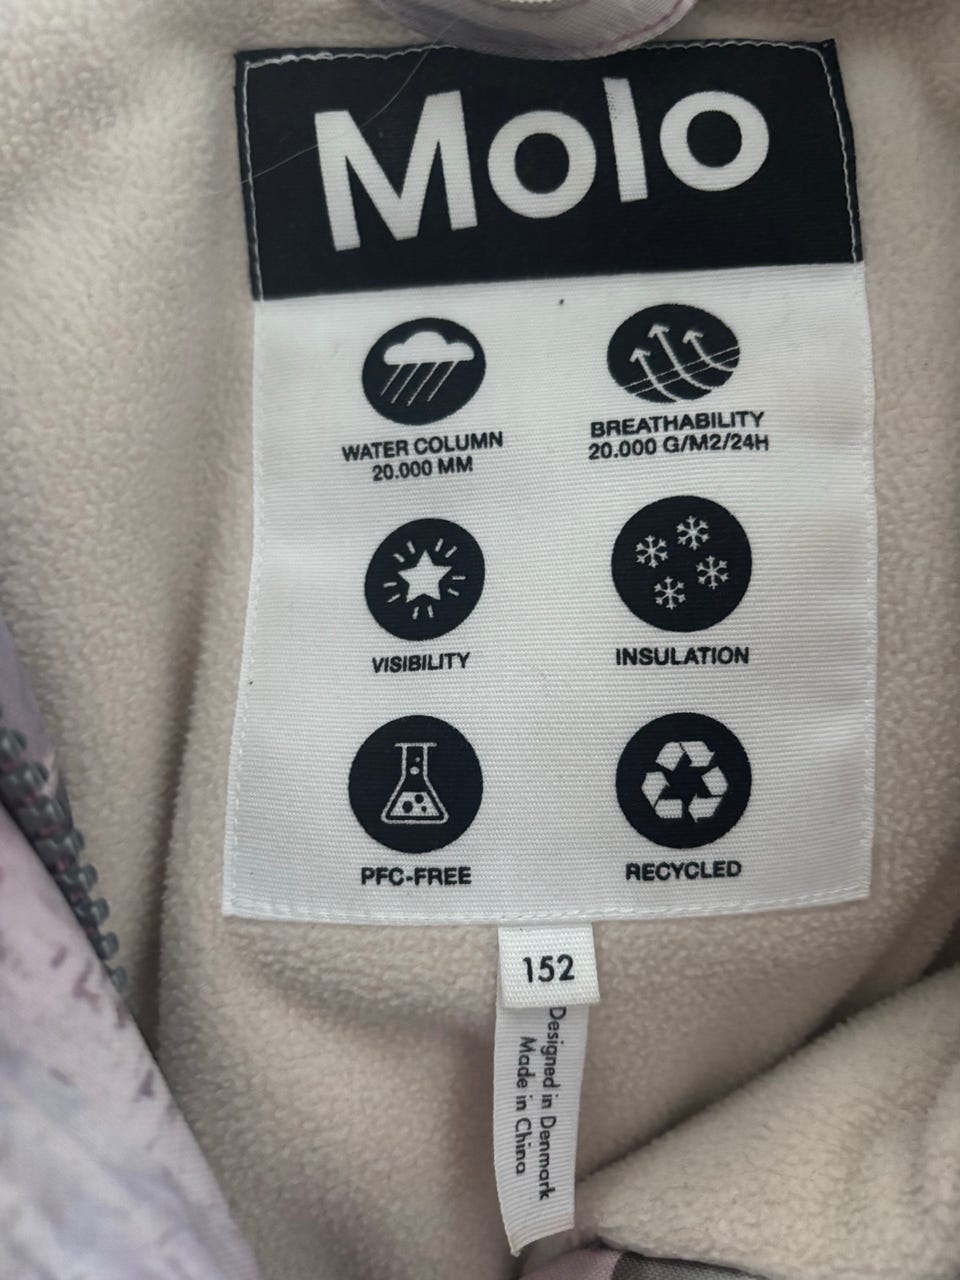 Molo
WATER COLUMN
20.000 MM
BREATHABILITY
20.000 G/M2/24H
VISIBILITY
INSULATION
PFC-FREE
RECYCLED
152
Designed in Denmark
Made in China